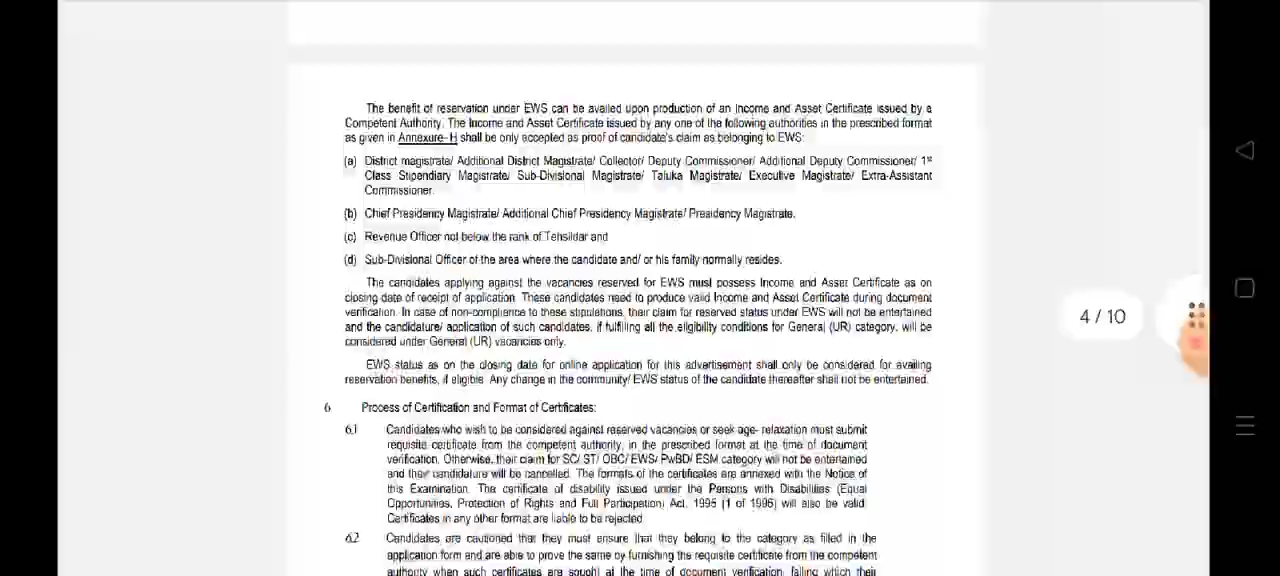 The benefit of reservation under EWS can be availed upon production of an Income and Asset Certificate issued by a
Competent Authority. The Income and Asset Certificate issued by any one of the following authorities in the prescribed format
as given in Annexure-H shall be only accepted as proof of candidate's claim as belonging to EWS:
(a) District magistrate/ Additional District Magistrate/ Collector/ Deputy Commissioner/ Additional Deputy Commissioner/ 1st
Class Stipendiary Magistrate/ Sub-Divisional Magistrate/ Taluka Magistrate/ Executive Magistrate/ Extra-Assistant
Commissioner.
(b) Chief Presidency Magistrate/ Additional Chief Presidency Magistrate/ Presidency Magistrate.
(c) Revenue Officer not below the rank of Tehsildar and
(d) Sub-Divisional Officer of the area where the candidate and/ or his family normally resides.
The candidates applying against the vacancies reserved for EWS must possess Income and Asset Certificate as on
closing date of receipt of application. These candidates need to produce valid Income and Asset Certificate during document
verification. In case of non-compliance to these stipulations, their claim for reserved status under EWS will not be entertained
and the candidature/ application of such candidates, if fulfilling all the eligibility conditions for General (UR) category, will be
considered under General (UR) vacancies only.
EWS status as on the closing date for online application for this advertisement shall only be considered for availing
reservation benefits, if eligible. Any change in the community/ EWS status of the candidate thereafter shall not be entertained.
6 Process of Certification and Format of Certificates:
6.1 Candidates who wish to be considered against reserved vacancies or seek age- relaxation must submit
requisite certificate from the competent authority, in the prescribed format at the time of document
verification. Otherwise, their claim for SC/ ST/ OBC/ EWS/ PwBD/ ESM category will not be entertained
and their candidature will be cancelled. The formats of the certificates are annexed with the Notice of
this Examination. The certificate of disability issued under the Persons with Disabilities (Equal
Opportunities, Protection of Rights and Full Participation) Act, 1995 (1 of 1996) will also be valid.
Certificates in any other format are liable to be rejected
6.2 Candidates are cautioned that they must ensure that they belong to the category as filled in the
application form and are able to prove the same by furnishing the requisite certificate from the competent
authority when such certificates are sought at the time of document verification, failing which their
4 / 10